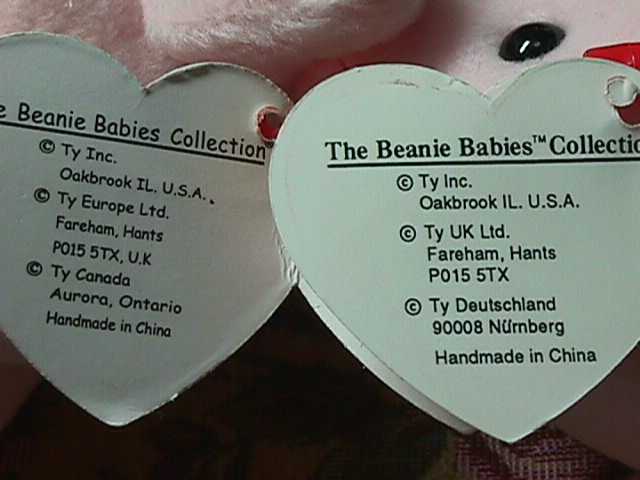 e Beanie Babies Collection
© Ty Inc.
Oakbrook IL. U.S.A.
© Ty Europe Ltd.
Fareham, Hants
P015 5TX, U.K
© Ty Canada
Aurora, Ontario
Handmade in China
The Beanie Babies™Collectio
© Ty Inc.
Oakbrook IL. U.S.A.
© Ty UK Ltd.
Fareham, Hants
P015 5TX
© Ty Deutschland
90008 Nürnberg
Handmade in China